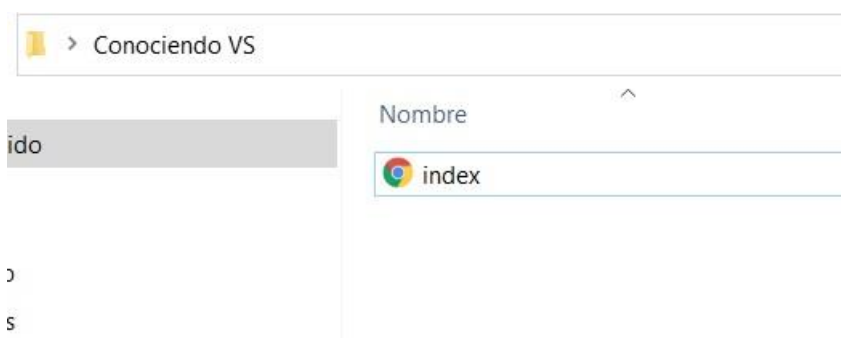 Conociendo VS
Nombre
ido
index
o
s